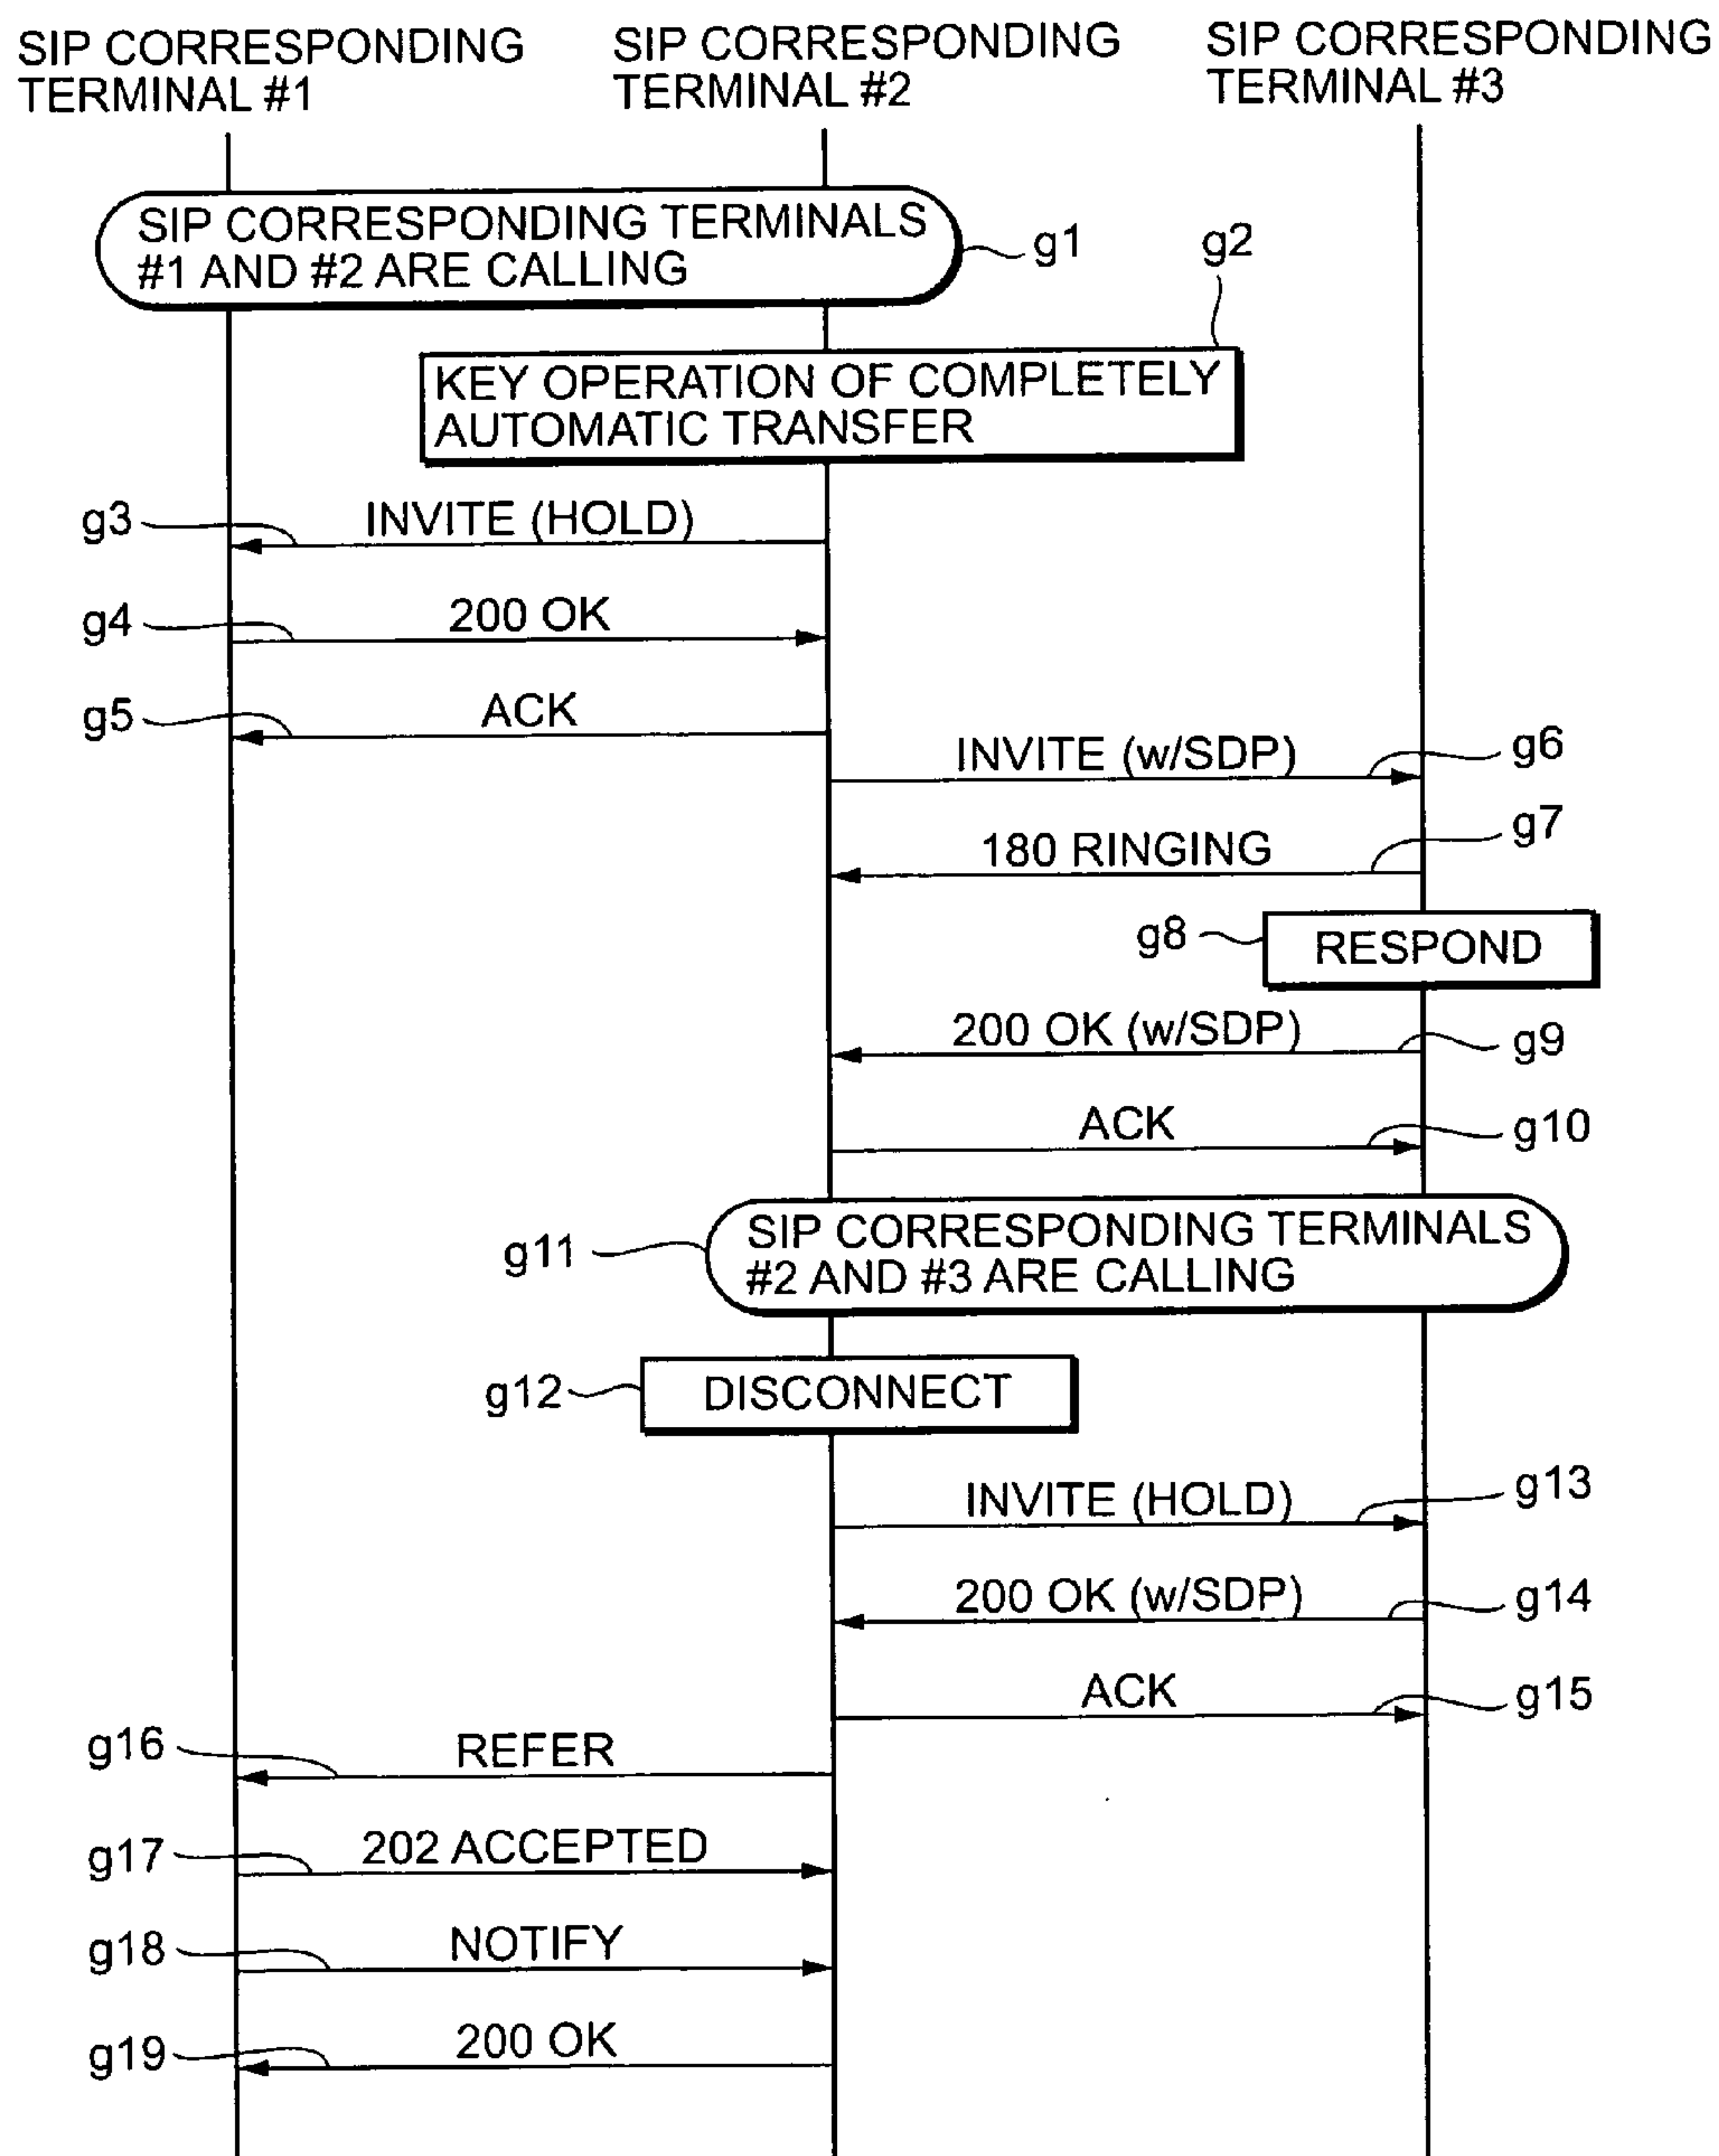 SIP CORRESPONDING
TERMINAL #1
SIP CORRESPONDING
TERMINAL #2
SIP CORRESPONDING
TERMINAL #3
SIP CORRESPONDING TERMINALS
#1 AND #2 ARE CALLING
g1
g2
KEY OPERATION OF COMPLETELY
AUTOMATIC TRANSFER
g3
INVITE (HOLD)
g4
200 OK
g5
ACK
INVITE (w/SDP)
g6
180 RINGING
g7
g8
RESPOND
200 OK (w/SDP)
g9
ACK
g10
g11
SIP CORRESPONDING TERMINALS
#2 AND #3 ARE CALLING
g12
DISCONNECT
INVITE (HOLD)
g13
200 OK (w/SDP)
g14
ACK
g15
g16
REFER
g17
202 ACCEPTED
g18
NOTIFY
g19
200 OK